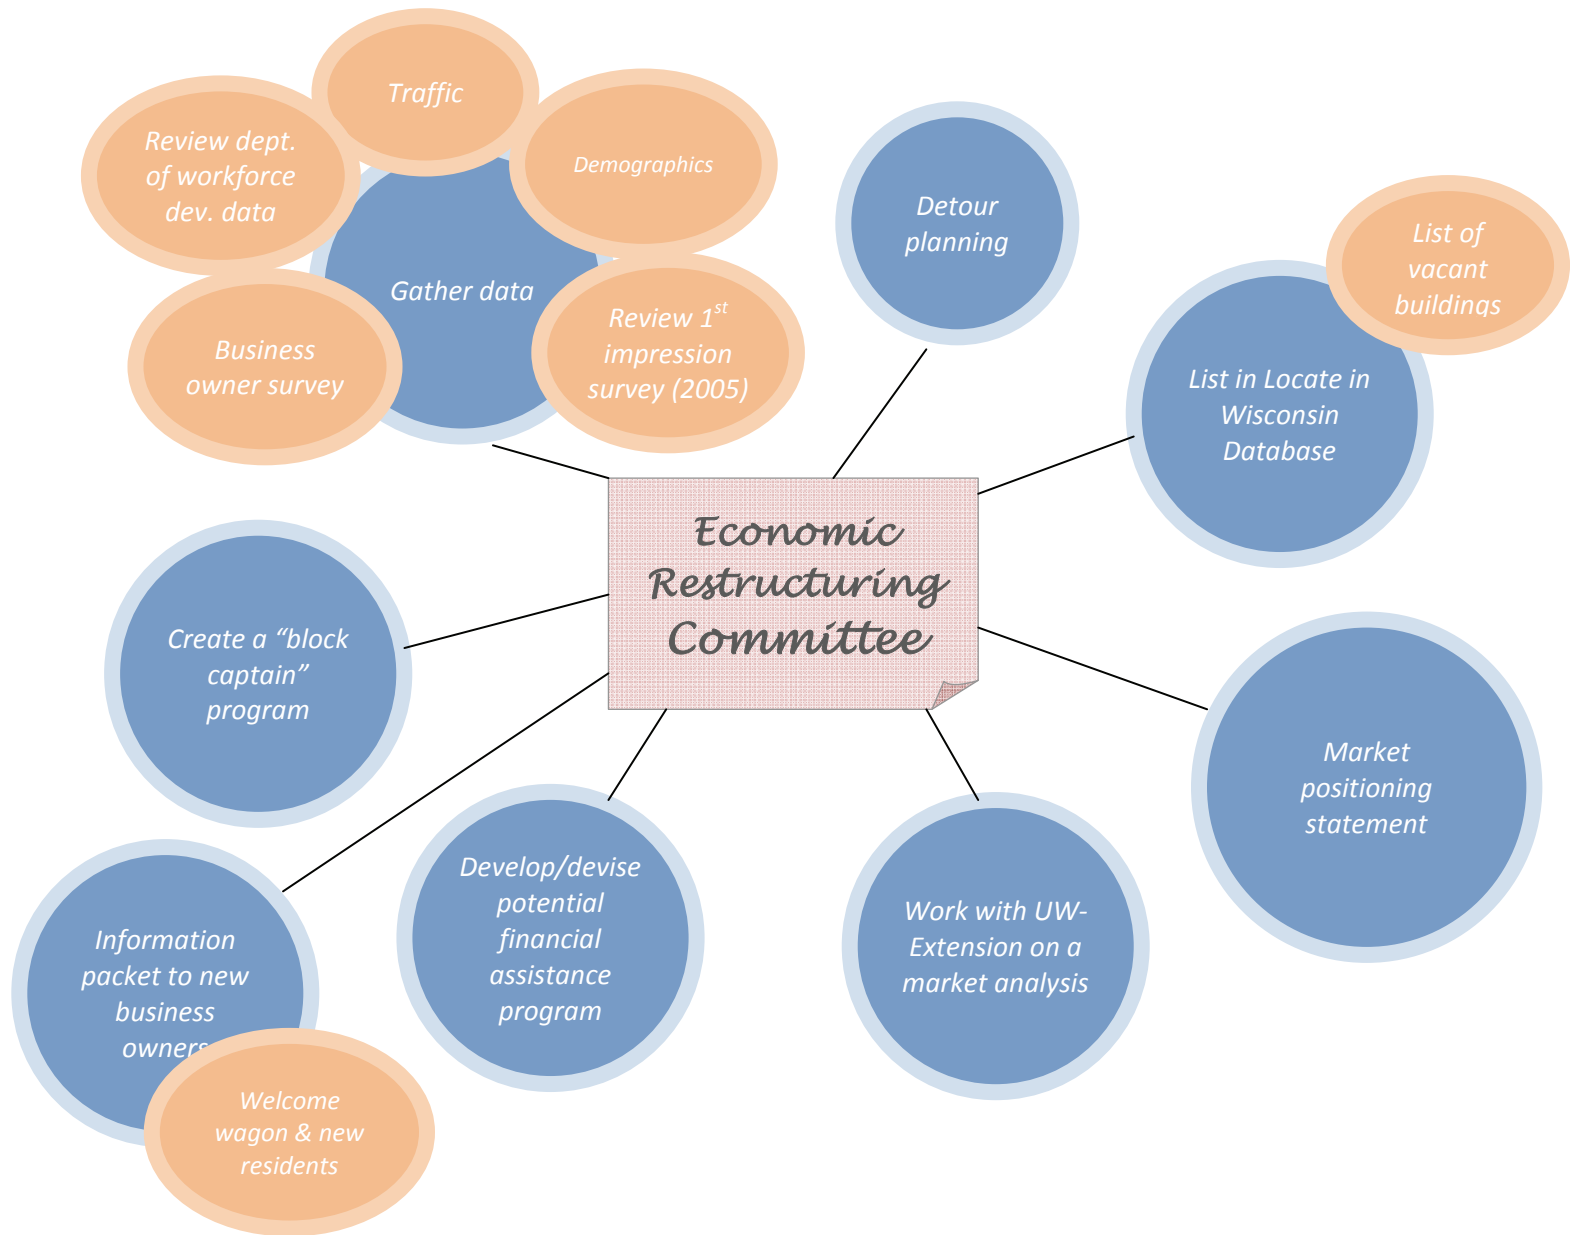 Traffic
Review dept.
of workforce
dev. data
Demographics
Gather data
Business
owner survey
Review 1st
impression
survey (2005)
Detour
planning
List of
vacant
buildings
List in Locate in
Wisconsin
Database
Economic
Restructuring
Committee
Create a “block
captain”
program
Market
positioning
statement
Information
packet to new
business
owners
Welcome
wagon & new
residents
Develop/devise
potential
financial
assistance
program
Work with UW-
Extension on a
market analysis